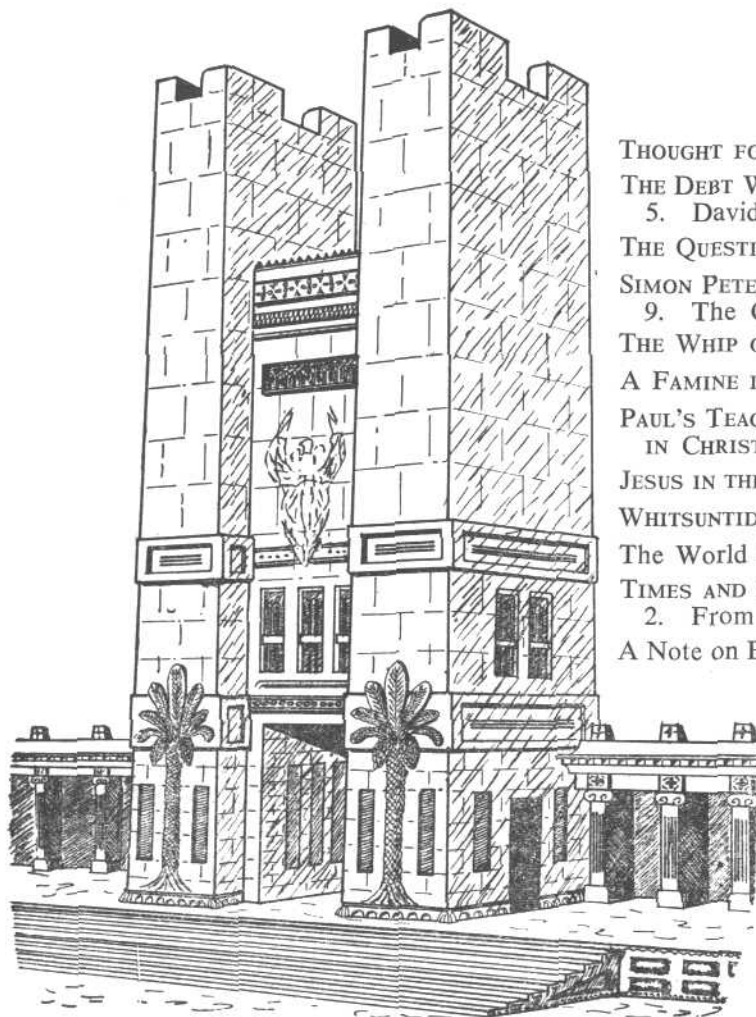 THOUGHT FO
THE DEBT W
5. David
THE QUESTI
SIMON PETE
9. The C
THE WHIP O
A FAMINE I
PAUL'S TEAC
IN CHRIST
JESUS IN THE
WHITSUNTID
The World
TIMES AND
2. From
A Note on E